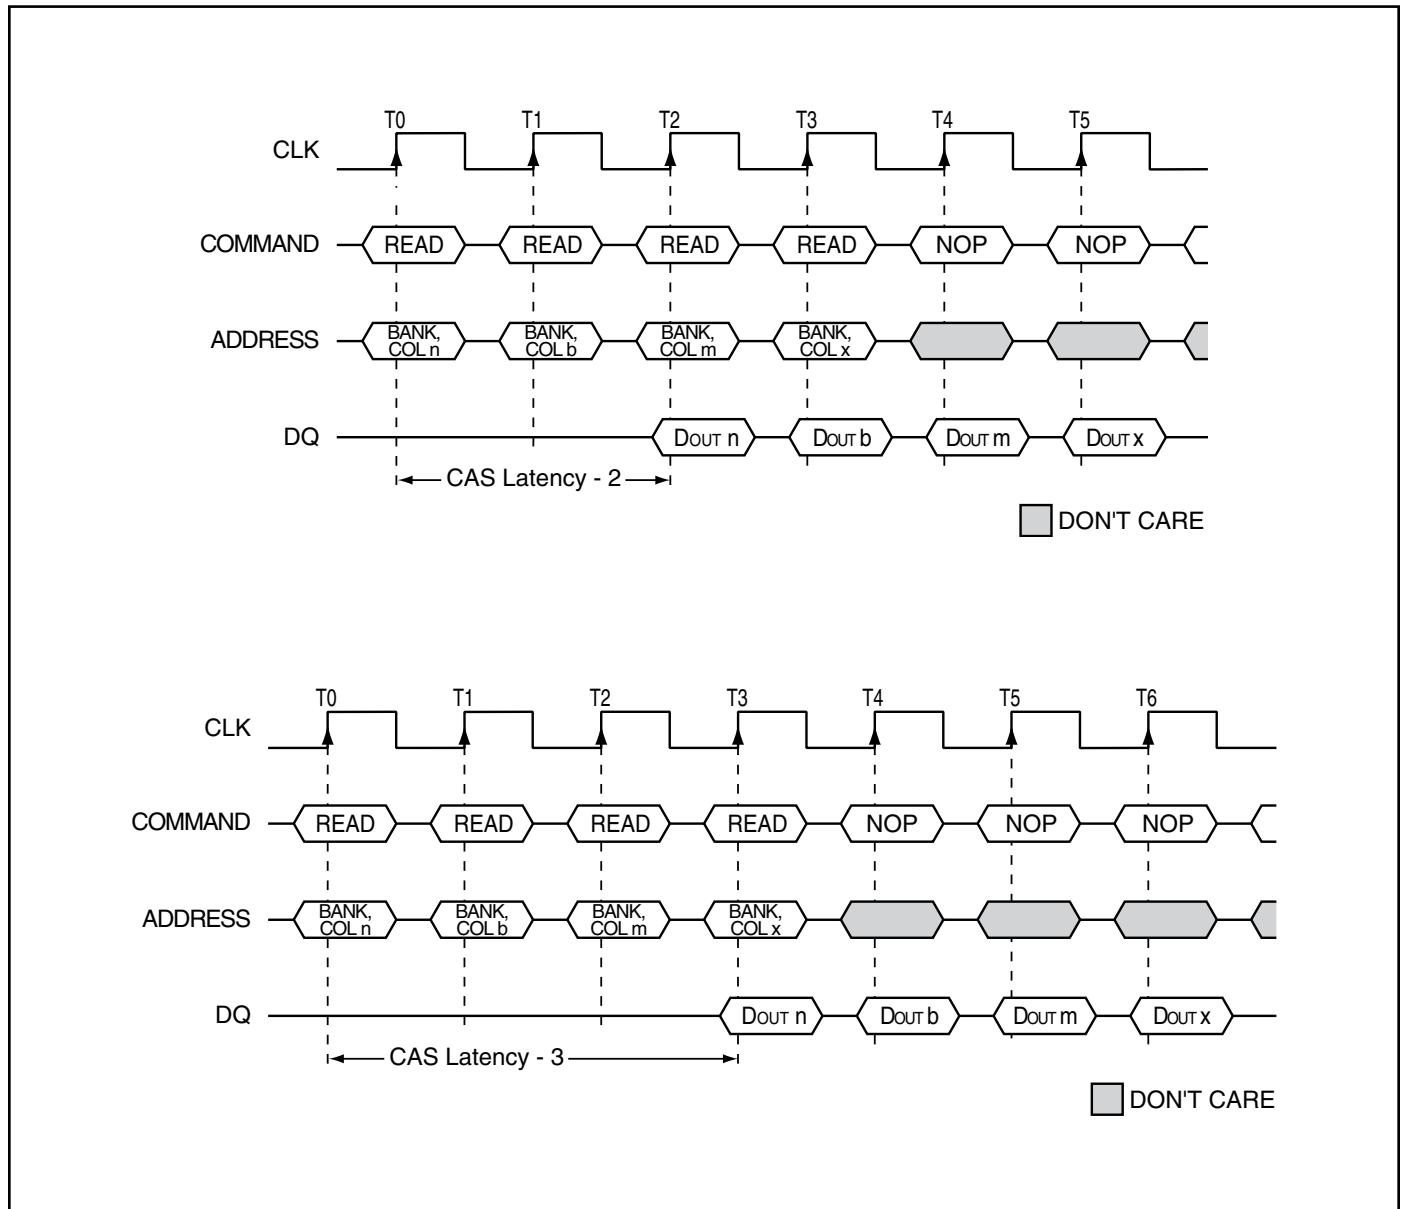 T0 T1 T2 T3 T4 T5
CLK
COMMAND READ READ READ READ NOP NOP
ADDRESS BANK, COL n BANK, COL b BANK, COL m BANK, COL x
DQ DOUT n DOUT b DOUT m DOUT x
CAS Latency - 2
DON'T CARE
T0 T1 T2 T3 T4 T5 T6
CLK
COMMAND READ READ READ READ NOP NOP NOP
ADDRESS BANK, COL n BANK, COL b BANK, COL m BANK, COL x
DQ DOUT n DOUT b DOUT m DOUT x
CAS Latency - 3
DON'T CARE